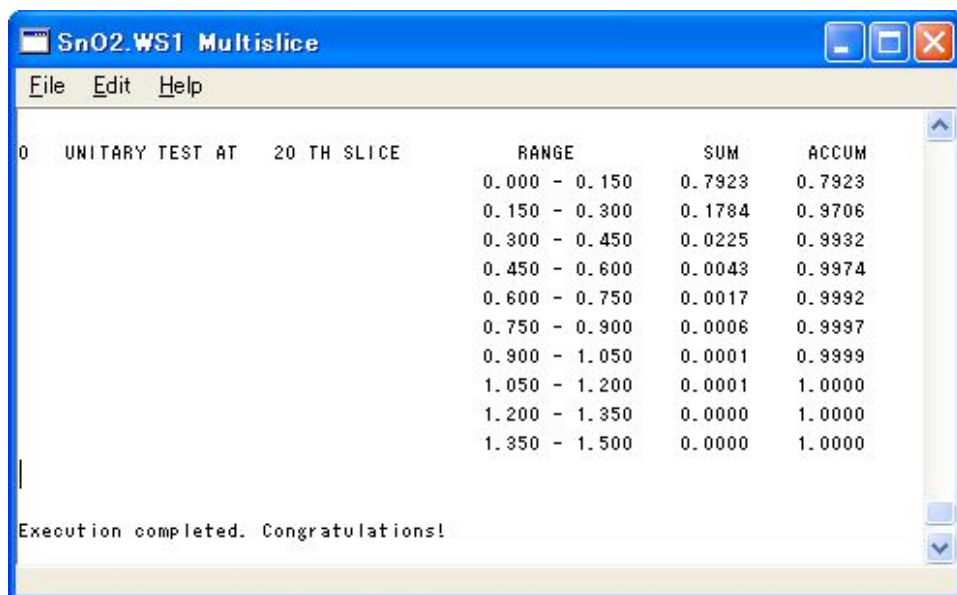 SnO2.WS1 Multislice
File Edit Help
0 UNITARY TEST AT 20 TH SLICE RANGE SUM ACCUM
0.000 - 0.150 0.7923 0.7923
0.150 - 0.300 0.1784 0.9706
0.300 - 0.450 0.0225 0.9932
0.450 - 0.600 0.0043 0.9974
0.600 - 0.750 0.0017 0.9992
0.750 - 0.900 0.0006 0.9997
0.900 - 1.050 0.0001 0.9999
1.050 - 1.200 0.0001 1.0000
1.200 - 1.350 0.0000 1.0000
1.350 - 1.500 0.0000 1.0000
Execution completed. Congratulations!